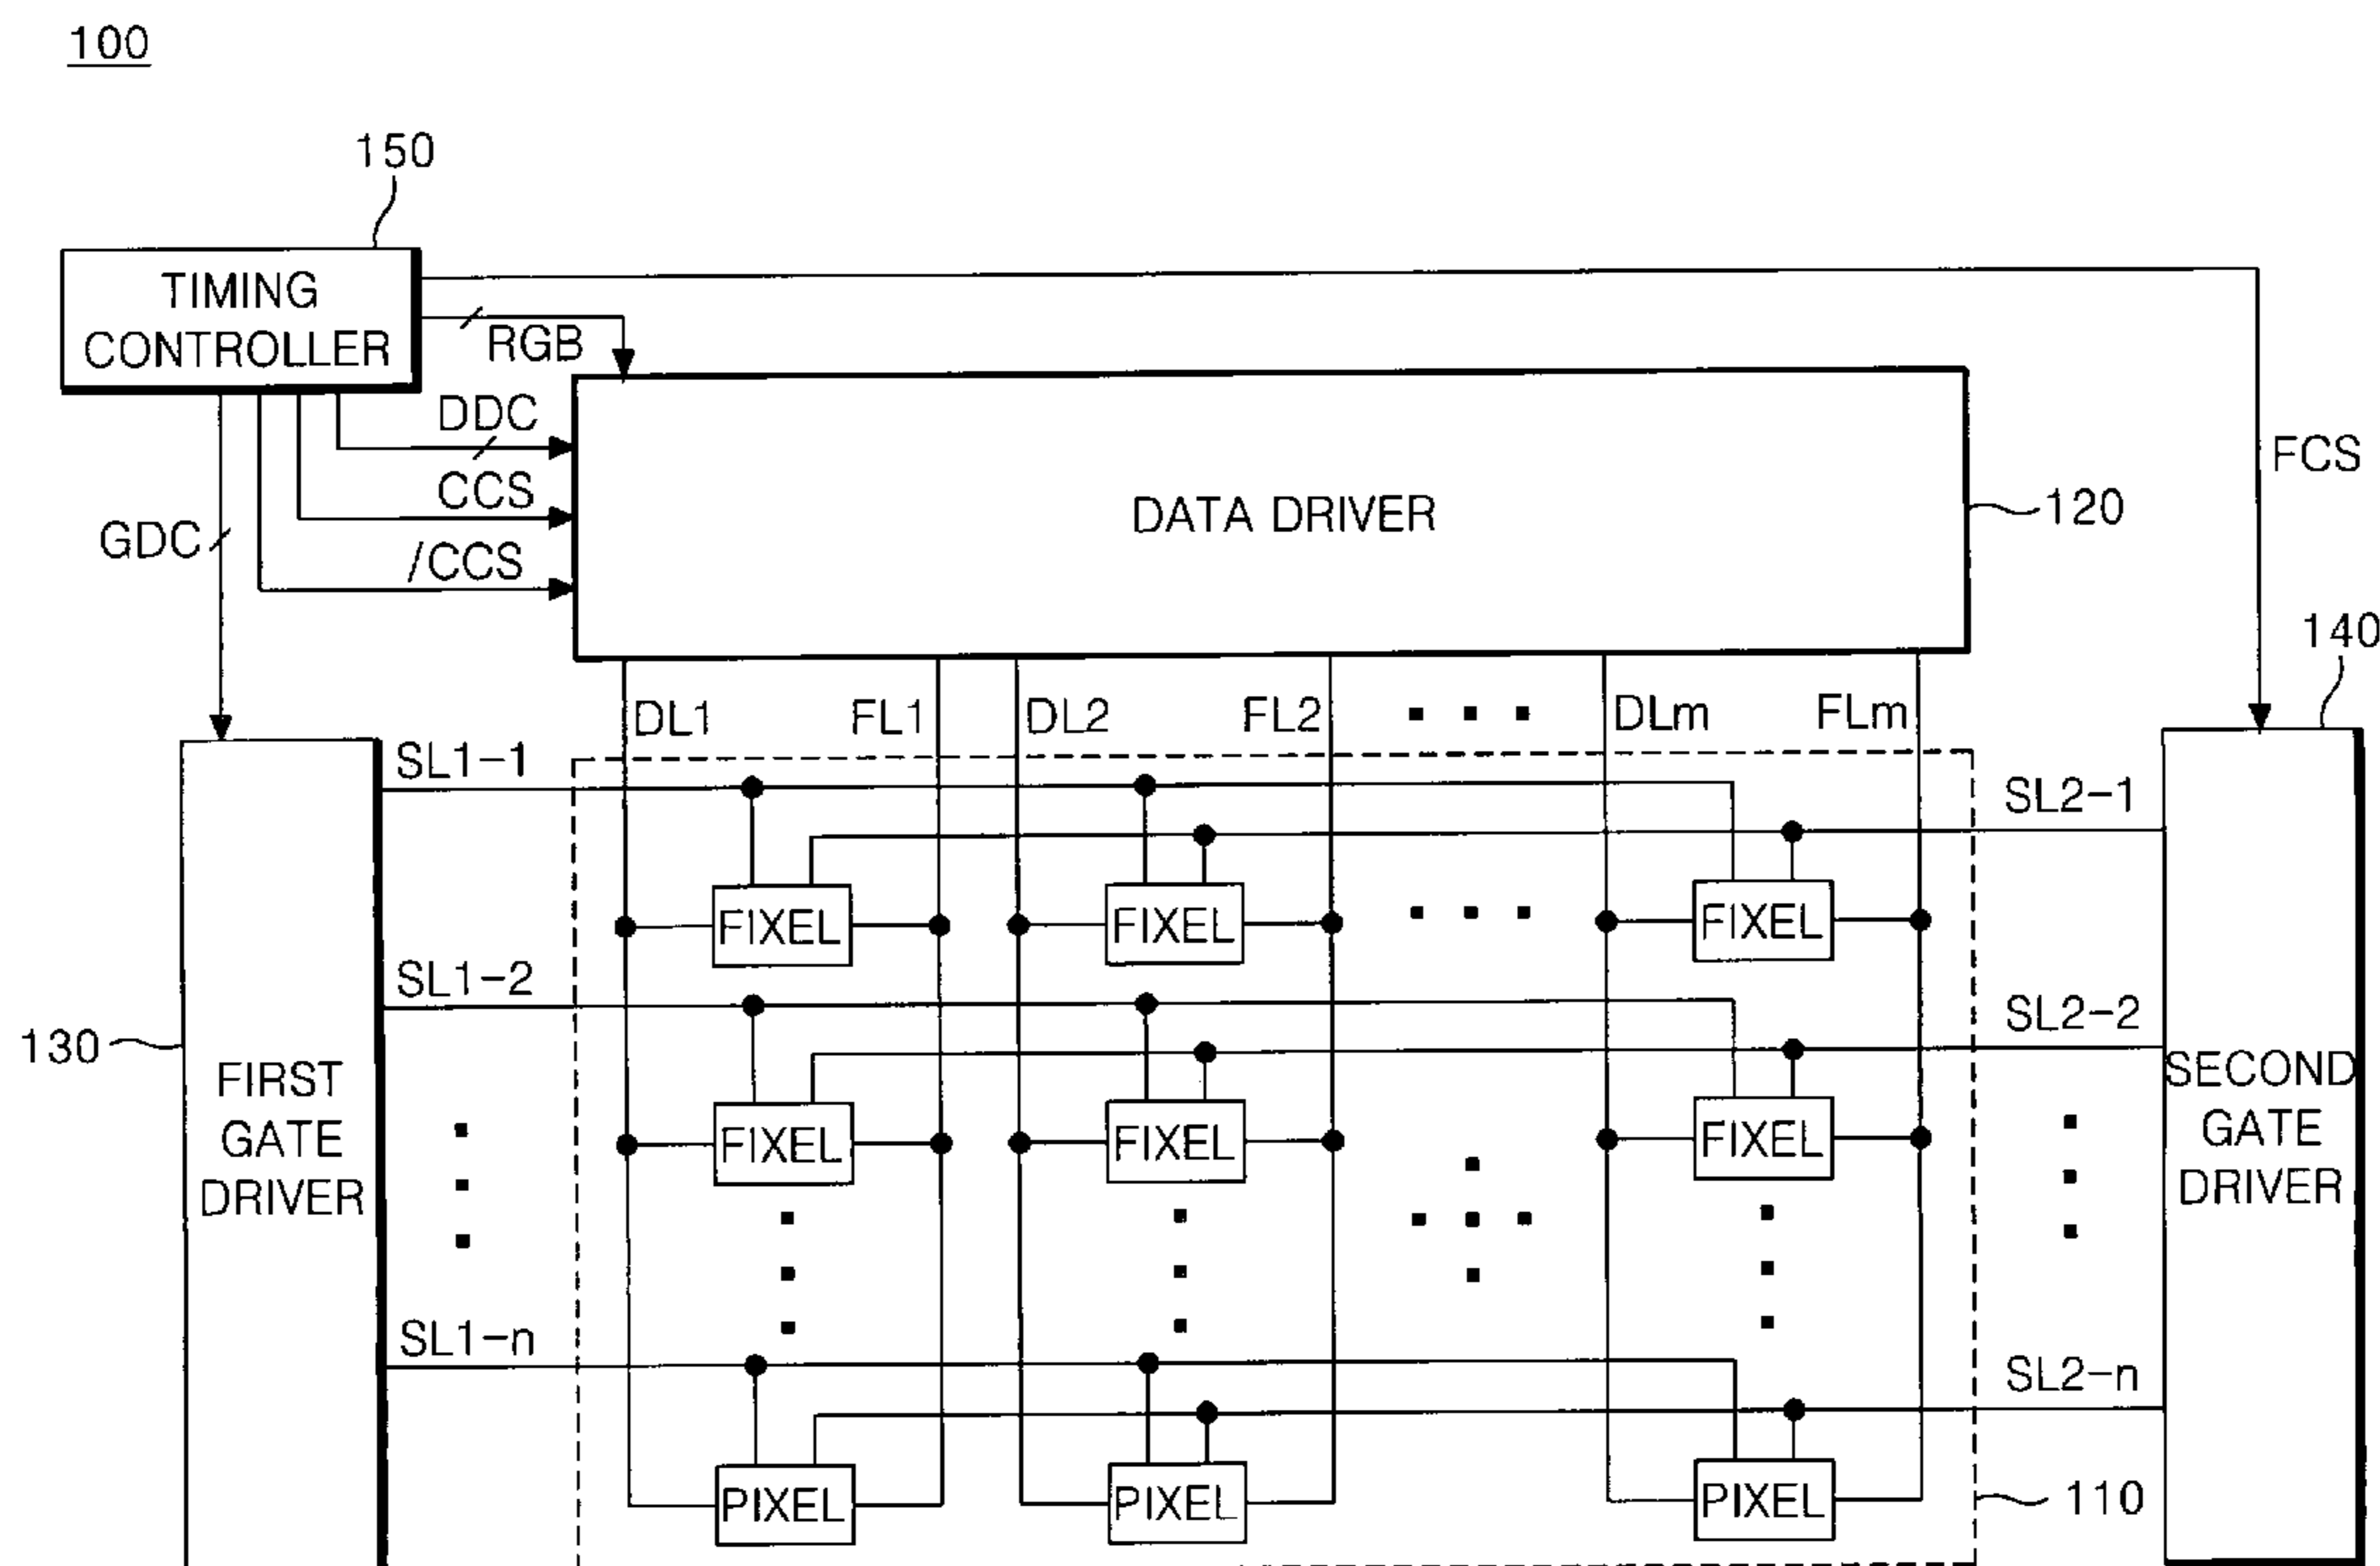 100
150
TIMING
CONTROLLER
RGB
DDC
CCS
/CCS
GDC
FCS
DATA DRIVER
120
140
DL1 FL1 DL2 FL2 DLm FLm
SL1-1
SL2-1
FIXEL FIXEL FIXEL
SL1-2
SL2-2
130
FIRST
GATE
DRIVER
SECOND
GATE
DRIVER
FIXEL FIXEL FIXEL
SL1-n
SL2-n
PIXEL PIXEL PIXEL
110